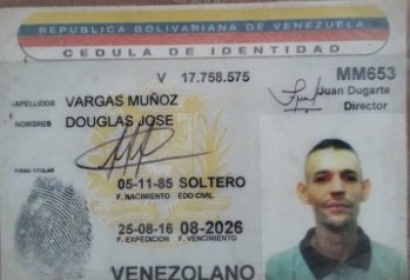 REPUBLICA BOLIVARIANA DE VENEZUELA
CEDULA DE IDENTIDAD
V 17.758.575 MM653
Juan Dugarte
Director
APELLIDOS VARGAS MUÑOZ
NOMBRES DOUGLAS JOSE
FIRMA TITULAR
05-11-85 SOLTERO
F. NACIMIENTO EDO CIVIL
25-08-16 08-2026
F. EXPEDICION F. VENCIMIENTO
VENEZOLANO